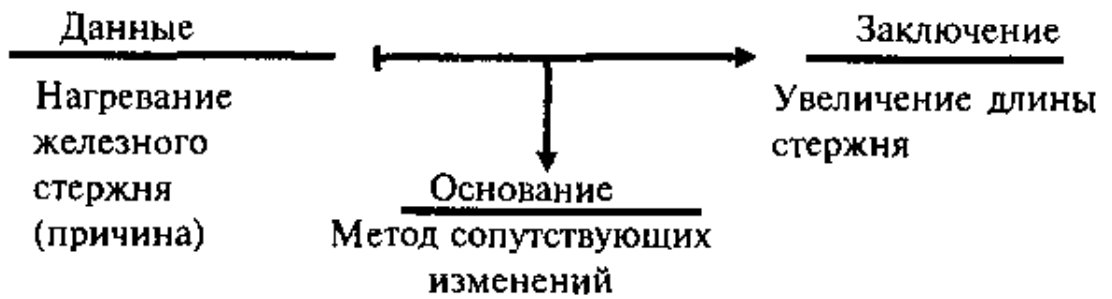 Данные
Заключение
Нагревание
железного
стержня
(причина)
Увеличение длины
стержня
Основание
Метод сопутствующих
изменений